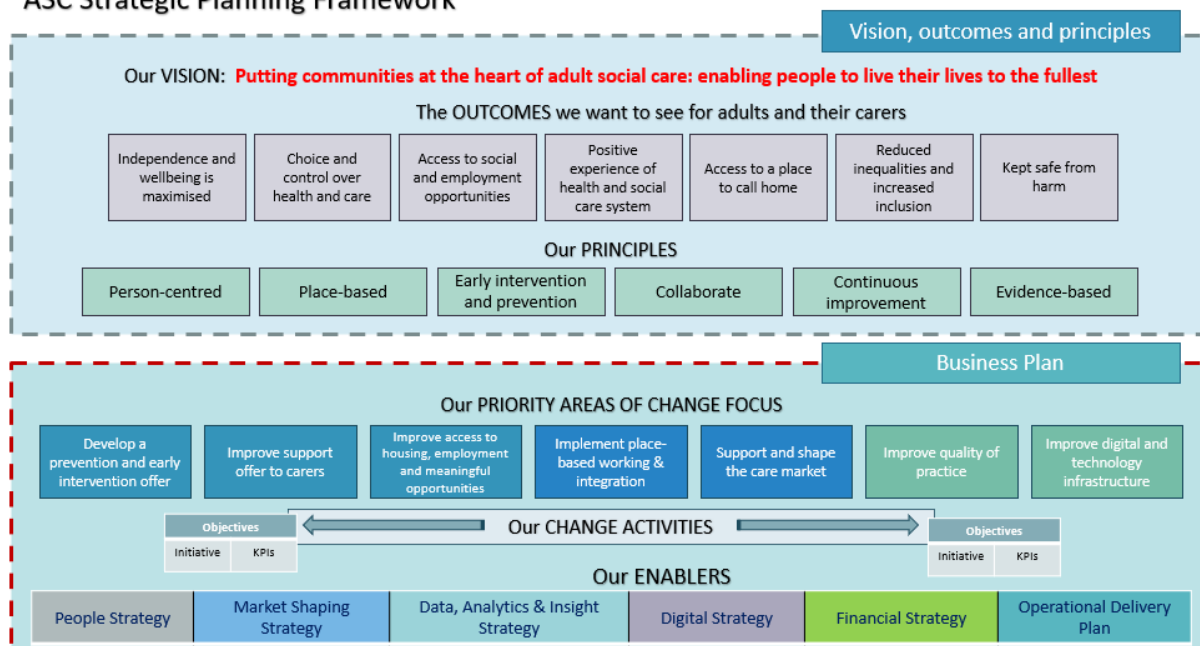 ASC Strategic Planning Framework
Vision, outcomes and principles
Our VISION: Putting communities at the heart of adult social care: enabling people to live their lives to the fullest
The OUTCOMES we want to see for adults and their carers
Independence and
wellbeing is
maximised
Choice and
control over
health and care
Access to social
and employment
opportunities
Positive
experience of
health and social
care system
Access to a place
to call home
Reduced
inequalities and
increased
inclusion
Kept safe from
harm
Our PRINCIPLES
Person-centred
Place-based
Early intervention
and prevention
Collaborate
Continuous
improvement
Evidence-based
Business Plan
Our PRIORITY AREAS OF CHANGE FOCUS
Develop a
prevention and early
intervention offer
Improve support
offer to carers
Improve access to
housing, employment
and meaningful
opportunities
Implement place-
based working &
integration
Support and shape
the care market
Improve quality of
practice
Improve digital and
technology
infrastructure
Objectives
Initiative KPIs
Our CHANGE ACTIVITIES
Objectives
Initiative KPIs
Our ENABLERS
People Strategy
Market Shaping
Strategy
Data, Analytics & Insight
Strategy
Digital Strategy
Financial Strategy
Operational Delivery
Plan